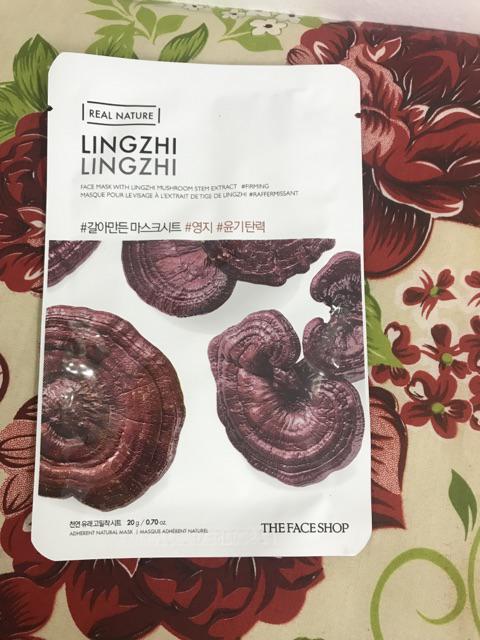 REAL NATURE
LINGZHI
LINGZHI
FACE MASK WITH LINGZHI MUSHROOM STEM EXTRACT #FIRMING
MASQUE POUR LE VISAGE À L'EXTRAIT DE TIGE DE LINGZHI #RAFFERMISSANT
#갈아만든 마스크시트 #영지 #윤기탄력
천연 유래 고밀착 시트 20 g / 0.70 oz.
ADHERENT NATURAL MASK | MASQUE ADHÉRENT NATUREL
THE FACE SHOP